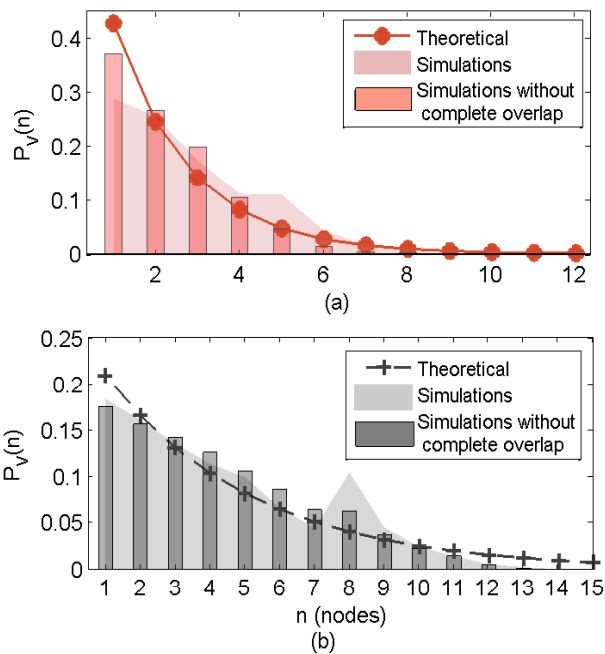 0.4
0.3
0.2
0.1
0
P_v(n)
Theoretical
Simulations
Simulations without
complete overlap
2 4 6 8 10 12
(a)
0.25
0.2
0.15
0.1
0.05
0
P_v(n)
Theoretical
Simulations
Simulations without
complete overlap
1 2 3 4 5 6 7 8 9 10 11 12 13 14 15
n (nodes)
(b)